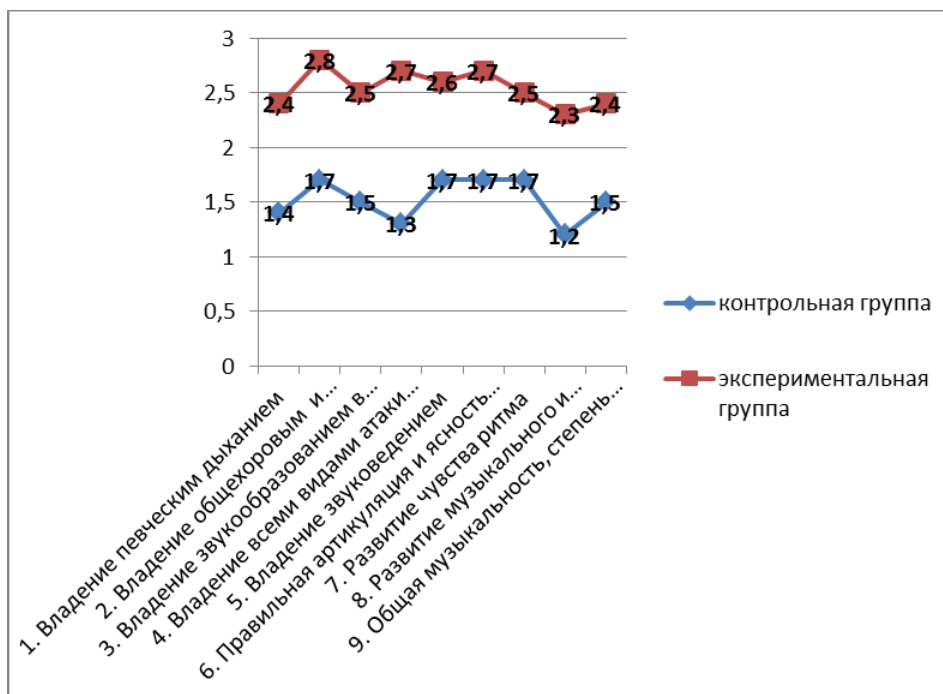 3
2,5
2
1,5
1
0,5
0
2,4
2,8
2,5
2,7
2,6
2,7
2,5
2,3
2,4
1,4
1,7
1,5
1,3
1,7
1,7
1,7
1,2
1,5
1. Владение певческим дыханием
2. Владение общехоровым и...
3. Владение звукообразованием в...
4. Владение всеми видами атаки...
5. Владение звуковедением
6. Правильная артикуляция и ясность...
7. Развитие чувства ритма
8. Развитие музыкального и...
9. Общая музыкальность, степень...
контрольная группа
экспериментальная
группа